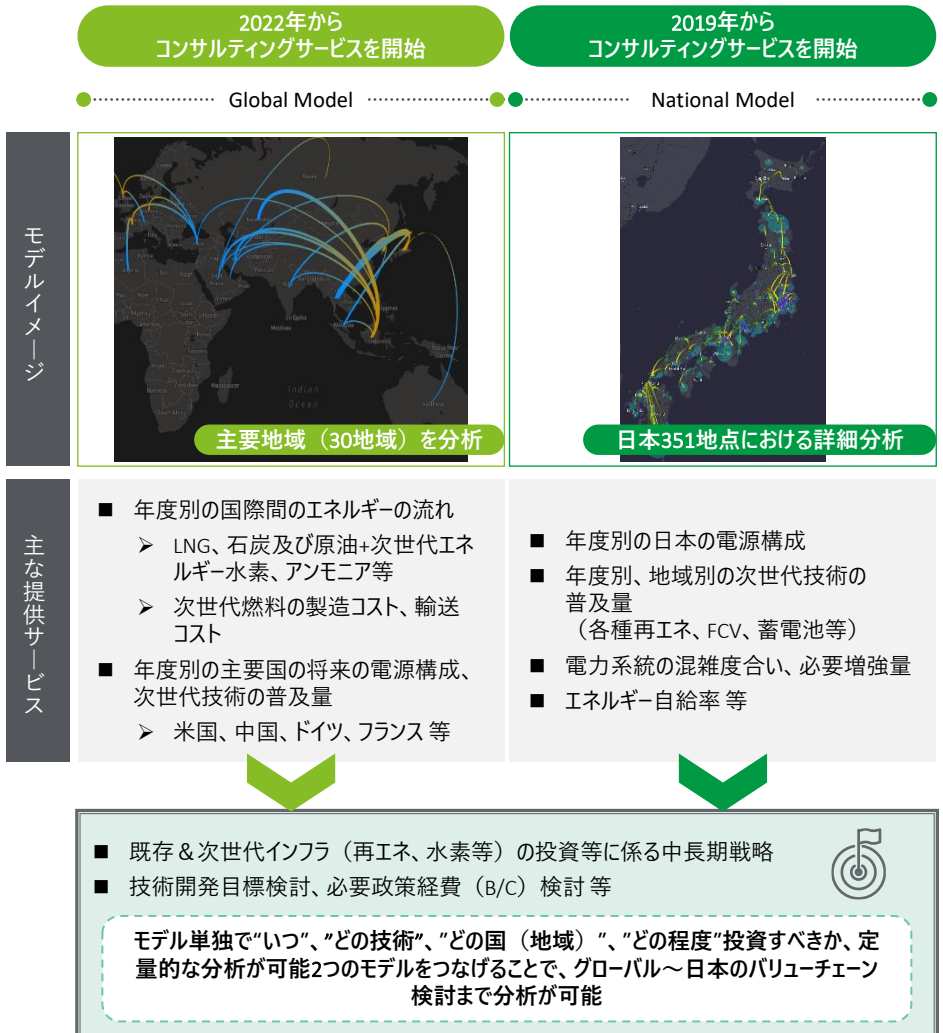 2022年から
コンサルティングサービスを開始
2019年から
コンサルティングサービスを開始
Global Model
National Model
モデルイメージ
主要地域（30地域）を分析
日本351地点における詳細分析
主な提供サービス
■ 年度別の国際間のエネルギーの流れ
➢ LNG、石炭及び原油+次世代エネ
ルギー水素、アンモニア等
➢ 次世代燃料の製造コスト、輸送
コスト
■ 年度別の主要国の将来の電源構成、
次世代技術の普及量
➢ 米国、中国、ドイツ、フランス 等
■ 年度別の日本の電源構成
■ 年度別、地域別の次世代技術の
普及量
（各種再エネ、FCV、蓄電池等）
■ 電力系統の混雑度合い、必要増強量
■ エネルギー自給率 等
■ 既存＆次世代インフラ（再エネ、水素等）の投資等に係る中長期戦略
■ 技術開発目標検討、必要政策経費（B/C）検討 等
モデル単独で“いつ”、”どの技術”、”どの国（地域）”、”どの程度”投資すべきか、定
量的な分析が可能2つのモデルをつなげることで、グローバル～日本のバリューチェーン
検討まで分析が可能